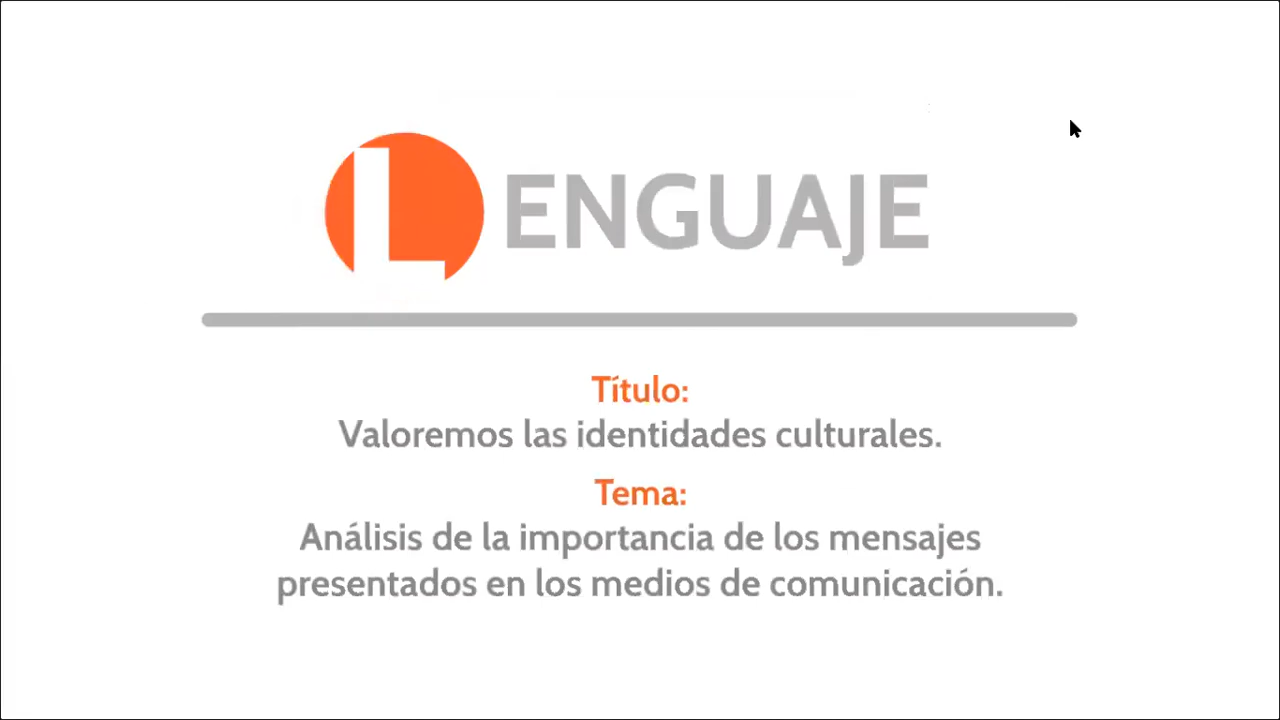 LENGUAJE
Título:
Valoremos las identidades culturales.
Tema:
Análisis de la importancia de los mensajes
presentados en los medios de comunicación.